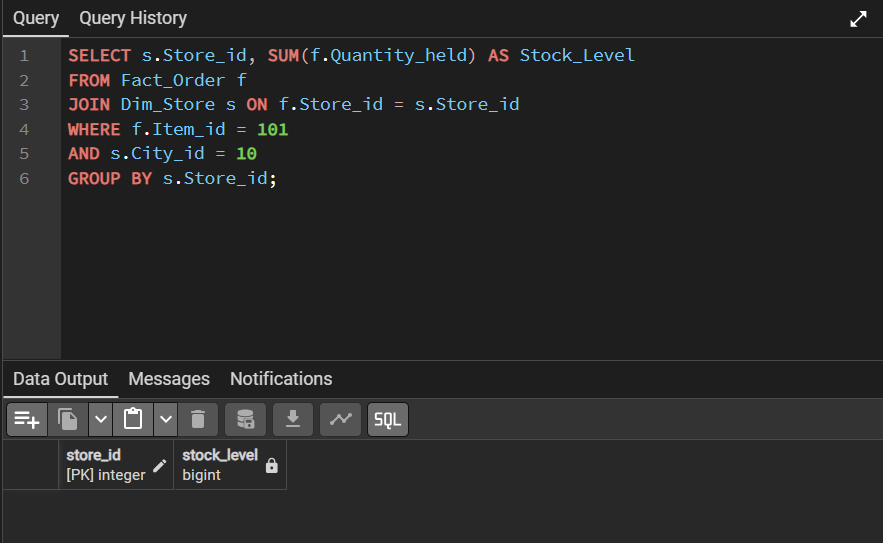 Query Query History
1 SELECT s.Store_id, SUM(f.Quantity_held) AS Stock_Level
2 FROM Fact_Order f
3 JOIN Dim_Store s ON f.Store_id = s.Store_id
4 WHERE f.Item_id = 101
5 AND s.City_id = 10
6 GROUP BY s.Store_id;
Data Output Messages Notifications
SQL
store_id stock_level
[PK] integer bigint